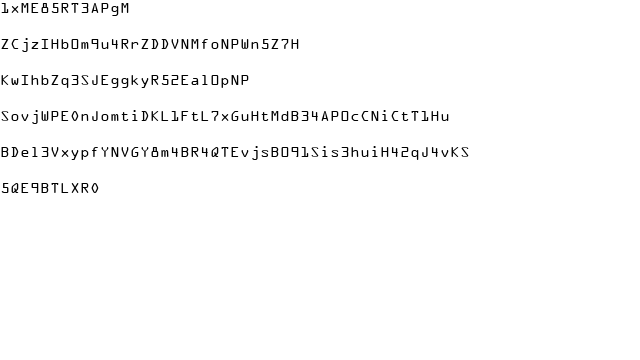 1xME85RT3APgM
ZCjzIHbOm9u4RrZDDVNMfoNPWn5Z7H
KwIhbZq3SJEggkyR52EalOpNP
SovjWPE0nJomtiDKL1FtL7xGuHtMdB34APOcCNiCtT1Hu
BDel3VxypfYNVGY8m4BR4QTEvjsBO91Sis3huiH42qJ4vKS
5QE9BTLXR0